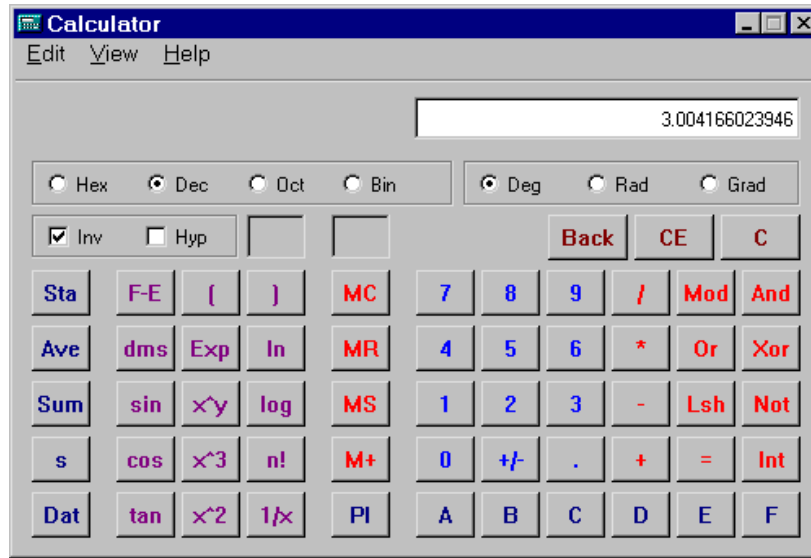 Calculator
Edit View Help
3.004166023946
Hex Dec Oct Bin Deg Rad Grad
Inv Hyp Back CE C
Sta F-E ( ) MC 7 8 9 / Mod And
Ave dms Exp ln MR 4 5 6 * Or Xor
Sum sin x^y log MS 1 2 3 - Lsh Not
s cos x^3 n! M+ 0 +/- . + = Int
Dat tan x^2 1/x PI A B C D E F